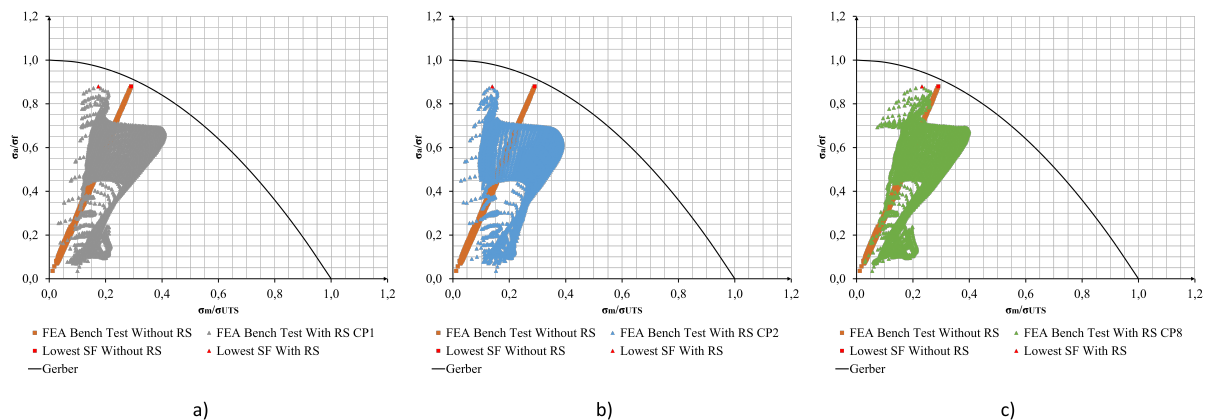 1,2
1,0
0,8
0,6
0,4
0,2
0,0
σa/σf
0,0 0,2 0,4 0,6 0,8 1,0 1,2
σm/σUTS
FEA Bench Test Without RS FEA Bench Test With RS CP1
Lowest SF Without RS Lowest SF With RS
Gerber
a)
1,2
1,0
0,8
0,6
0,4
0,2
0,0
σa/σf
0,0 0,2 0,4 0,6 0,8 1,0 1,2
σm/σUTS
FEA Bench Test Without RS FEA Bench Test With RS CP2
Lowest SF Without RS Lowest SF With RS
Gerber
b)
1,2
1,0
0,8
0,6
0,4
0,2
0,0
σa/σf
0,0 0,2 0,4 0,6 0,8 1,0 1,2
σm/σUTS
FEA Bench Test Without RS FEA Bench Test With RS CP8
Lowest SF Without RS Lowest SF With RS
Gerber
c)